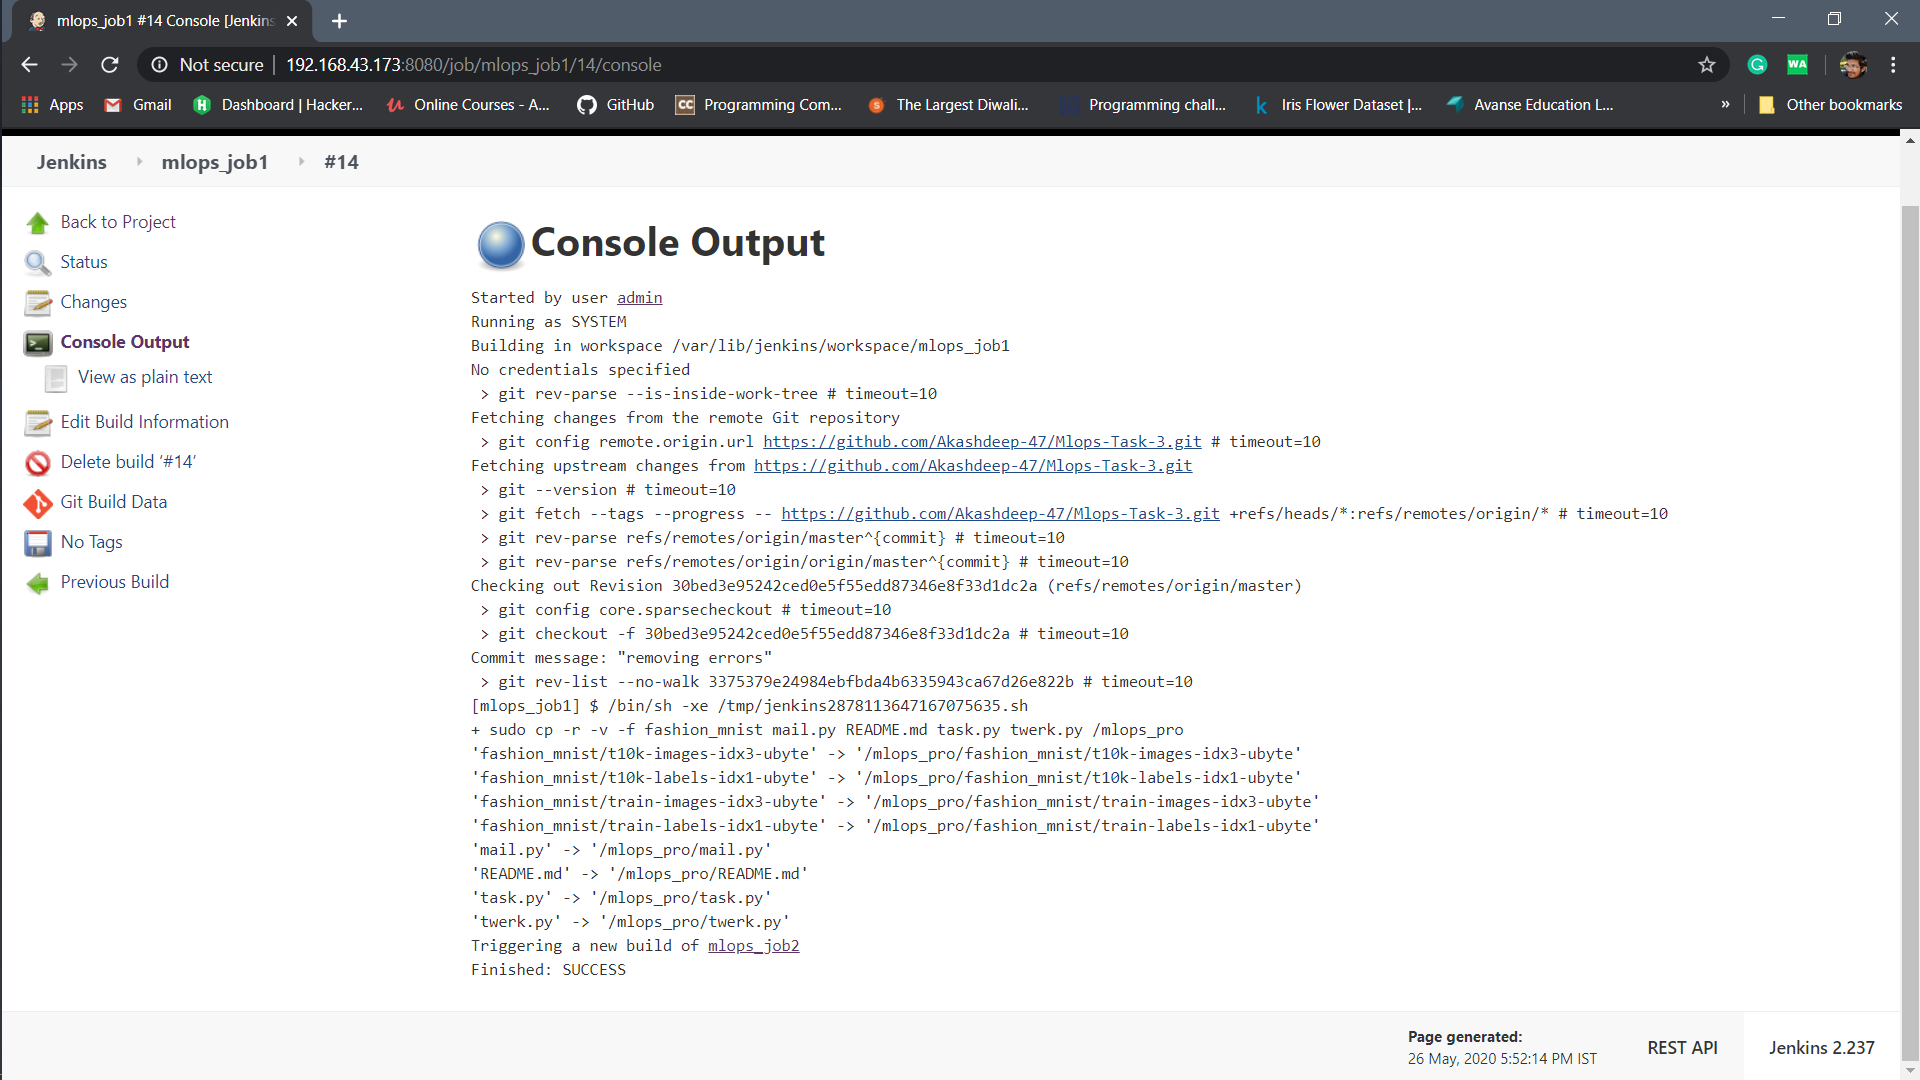 mlops_job1 #14 Console [Jenkins
Not secure | 192.168.43.173:8080/job/mlops_job1/14/console
WA
Apps Gmail Dashboard | Hacker... Online Courses - A... GitHub CC Programming Com... The Largest Diwali... Programming chall... k Iris Flower Dataset |... Avanse Education L... » Other bookmarks
Jenkins mlops_job1 #14
Back to Project
Status
Changes
Console Output
View as plain text
Edit Build Information
Delete build ‘#14’
Git Build Data
No Tags
Previous Build
Console Output
Started by user admin
Running as SYSTEM
Building in workspace /var/lib/jenkins/workspace/mlops_job1
No credentials specified
 > git rev-parse --is-inside-work-tree # timeout=10
Fetching changes from the remote Git repository
 > git config remote.origin.url https://github.com/Akashdeep-47/Mlops-Task-3.git # timeout=10
Fetching upstream changes from https://github.com/Akashdeep-47/Mlops-Task-3.git
 > git --version # timeout=10
 > git fetch --tags --progress -- https://github.com/Akashdeep-47/Mlops-Task-3.git +refs/heads/*:refs/remotes/origin/* # timeout=10
 > git rev-parse refs/remotes/origin/master^{commit} # timeout=10
 > git rev-parse refs/remotes/origin/origin/master^{commit} # timeout=10
Checking out Revision 30bed3e95242ced0e5f55edd87346e8f33d1dc2a (refs/remotes/origin/master)
 > git config core.sparsecheckout # timeout=10
 > git checkout -f 30bed3e95242ced0e5f55edd87346e8f33d1dc2a # timeout=10
Commit message: "removing errors"
 > git rev-list --no-walk 3375379e24984ebfbda4b6335943ca67d26e822b # timeout=10
[mlops_job1] $ /bin/sh -xe /tmp/jenkins2878113647167075635.sh
+ sudo cp -r -v -f fashion_mnist mail.py README.md task.py twerk.py /mlops_pro
'fashion_mnist/t10k-images-idx3-ubyte' -> '/mlops_pro/fashion_mnist/t10k-images-idx3-ubyte'
'fashion_mnist/t10k-labels-idx1-ubyte' -> '/mlops_pro/fashion_mnist/t10k-labels-idx1-ubyte'
'fashion_mnist/train-images-idx3-ubyte' -> '/mlops_pro/fashion_mnist/train-images-idx3-ubyte'
'fashion_mnist/train-labels-idx1-ubyte' -> '/mlops_pro/fashion_mnist/train-labels-idx1-ubyte'
'mail.py' -> '/mlops_pro/mail.py'
'README.md' -> '/mlops_pro/README.md'
'task.py' -> '/mlops_pro/task.py'
'twerk.py' -> '/mlops_pro/twerk.py'
Triggering a new build of mlops_job2
Finished: SUCCESS
Page generated:
26 May, 2020 5:52:14 PM IST
REST API
Jenkins 2.237